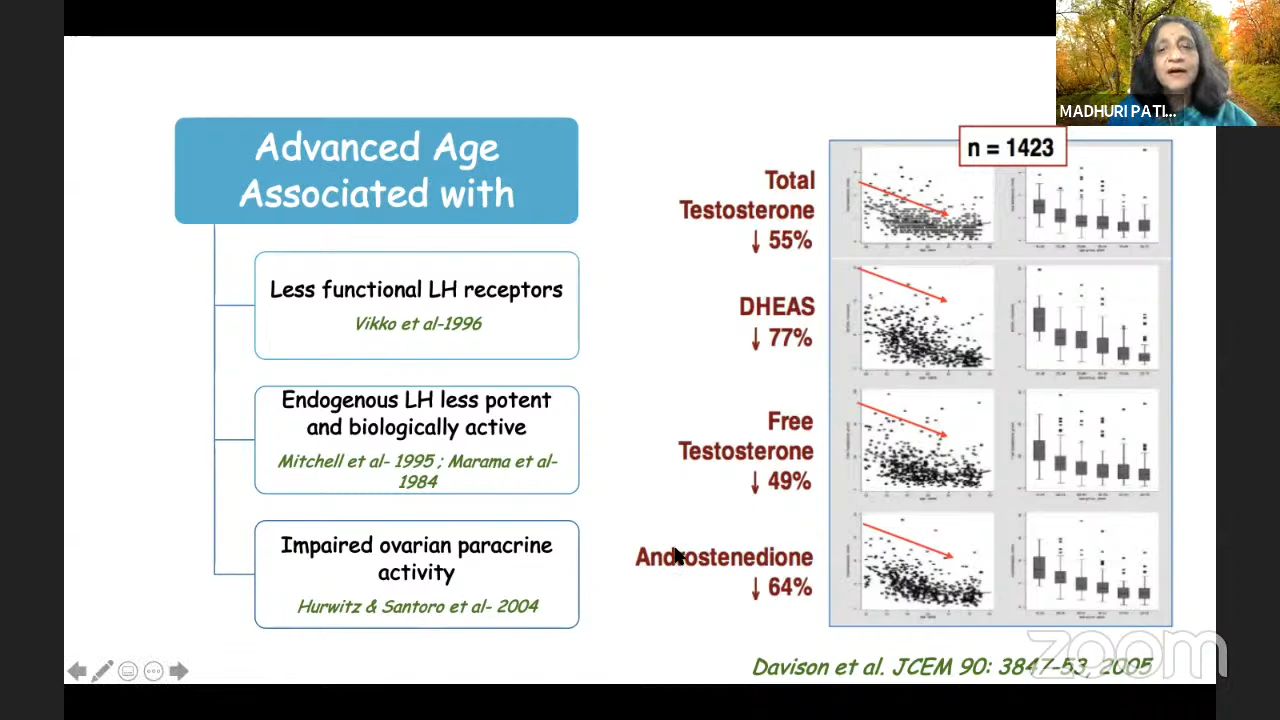 MADHURI PATI...
Advanced Age
Associated with
Less functional LH receptors
Vikko et al-1996
Endogenous LH less potent
and biologically active
Mitchell et al- 1995 ; Marama et al-
1984
Impaired ovarian paracrine
activity
Hurwitz & Santoro et al- 2004
n = 1423
Total
Testosterone
↓ 55%
DHEAS
↓ 77%
Free
Testosterone
↓ 49%
Androstenedione
↓ 64%
zoom
Davison et al. JCEM 90: 3847-53, 2005